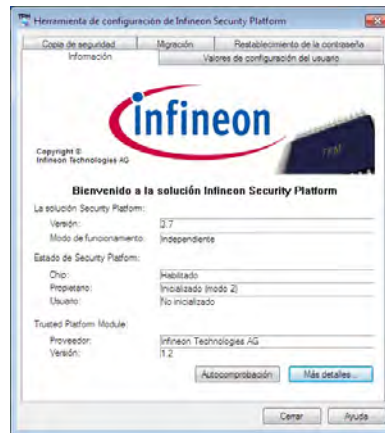 Herramienta de configuración de Infineon Security Platform
Copia de seguridad Migración Restablecimiento de la contraseña
Información Valores de configuración del usuario
infineon
Copyright ©
Infineon Technologies AG
TPM
Bienvenido a la solución Infineon Security Platform
La solución Security Platform:
Versión: 3.7
Modo de funcionamiento: Independiente
Estado de Security Platform:
Chip: Habilitado
Propietario: Inicializado (modo 2)
Usuario: No inicializado
Trusted Platform Module:
Proveedor: Infineon Technologies AG
Versión: 1.2
Autocomprobación Más detalles...
Cerrar Ayuda